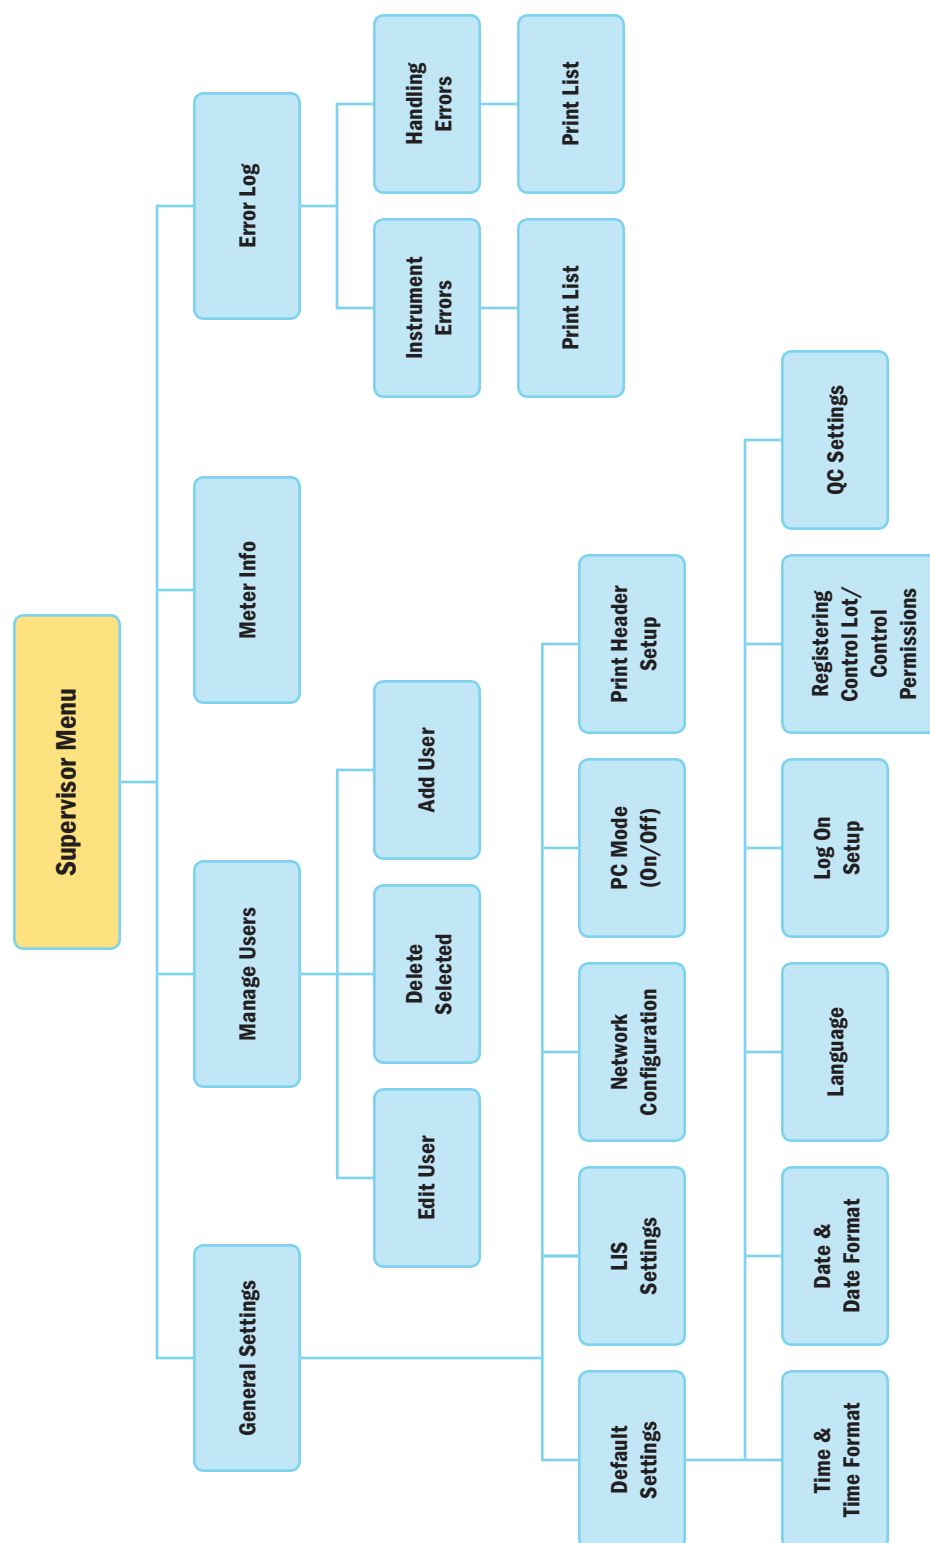 Supervisor Menu
General Settings
Manage Users
Meter Info
Error Log
Edit User
Delete
Selected
Add User
Instrument
Errors
Handling
Errors
Print List
Print List
Default
Settings
LIS
Settings
Network
Configuration
PC Mode
(On/Off)
Print Header
Setup
Time &
Time Format
Date &
Date Format
Language
Log On
Setup
Registering
Control Lot/
Control
Permissions
QC Settings